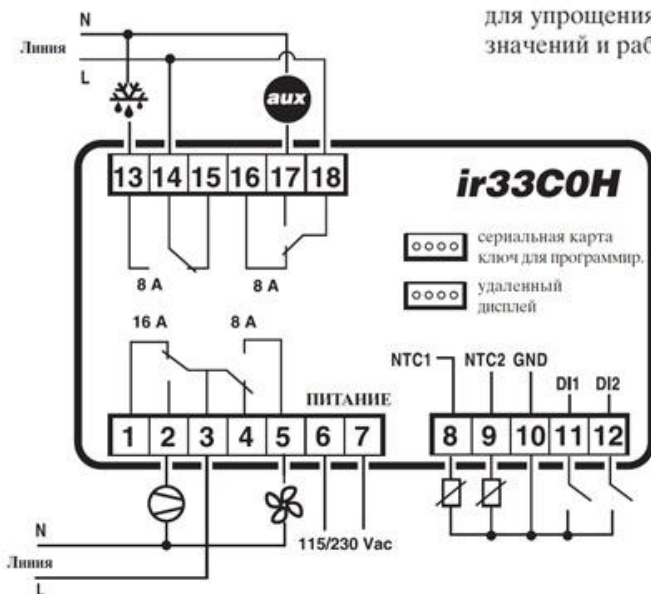 для упрощения
значений и раб
N
Линия
L
aux
13 14 15 16 17 18
ir33C0H
сериальная карта
ключ для программир.
удаленный
дисплей
8 A
8 A
16 A
8 A
ПИТАНИЕ
NTC1
NTC2
GND
DI1
DI2
1 2 3 4 5 6 7
8 9 10 11 12
115/230 Vac
N
Линия
L